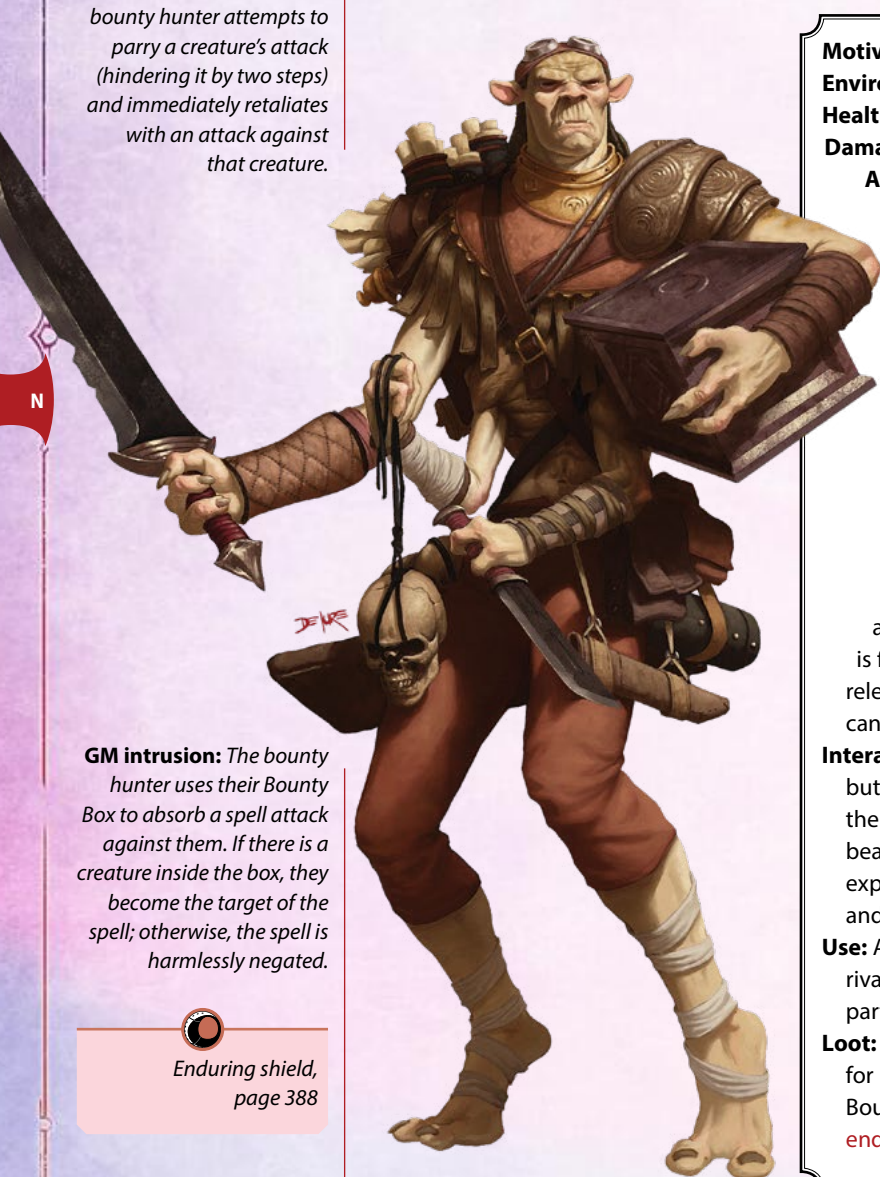 bounty hunter attempts to
parry a creature's attack
(hindering it by two steps)
and immediately retaliates
with an attack against
that creature.
N
GM intrusion: The bounty
hunter uses their Bounty
Box to absorb a spell attack
against them. If there is a
creature inside the box, they
become the target of the
spell; otherwise, the spell is
harmlessly negated.
Enduring shield,
page 388
Motiv
Enviro
Healt
Dama
A
a
is f
rele
can
Intera
but
the
bea
exp
and
Use: A
riva
par
Loot:
for
Bou
end